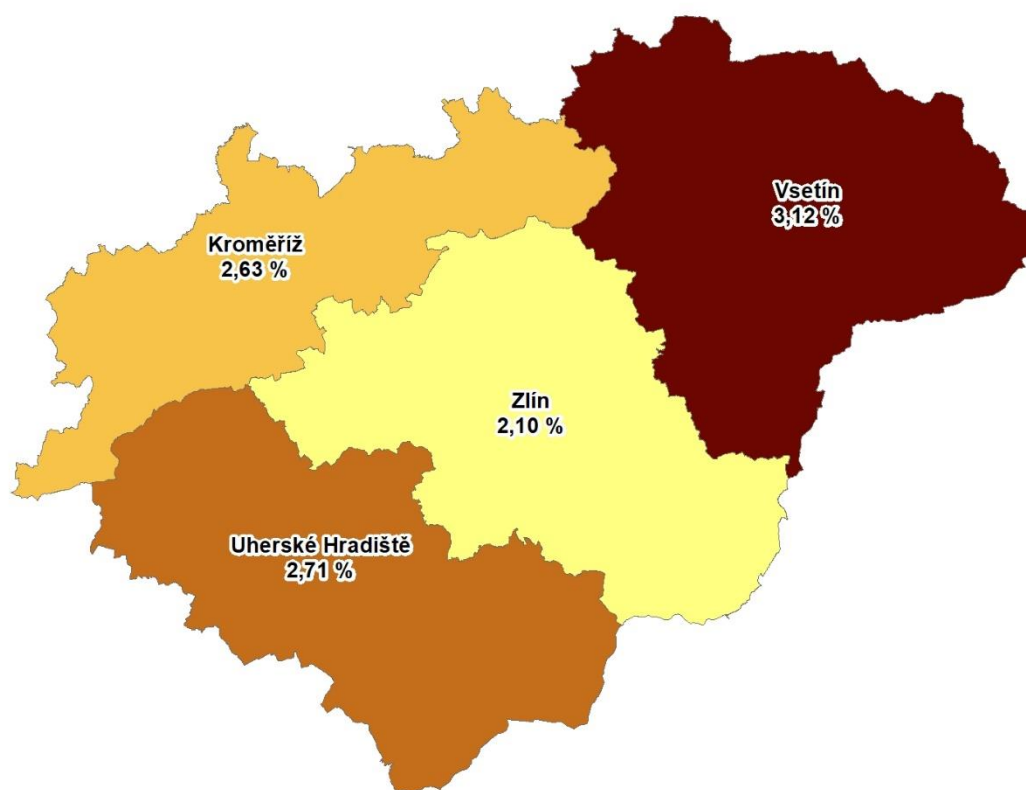 Vsetín
3,12 %
Kroměříž
2,63 %
Zlín
2,10 %
Uherské Hradiště
2,71 %